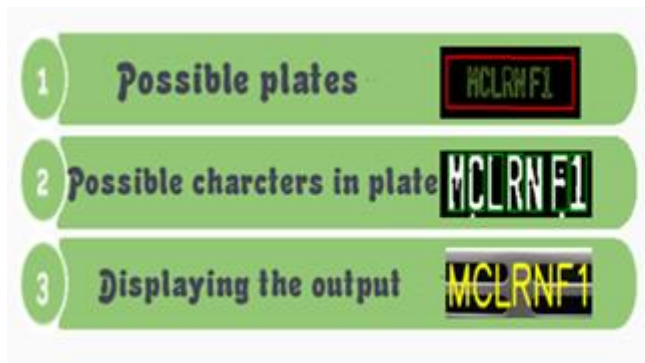 1 Possible plates MCLRNF1
2 Possible charcters in plate MCLRNF1
3 Displaying the output MCLRNF1